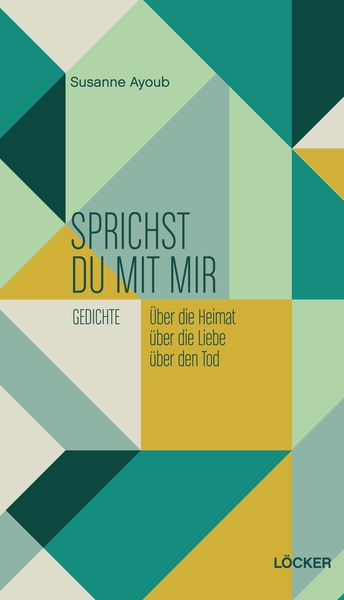 Susanne Ayoub
SPRICHST
DU MIT MIR
GEDICHTE
Über die Heimat
über die Liebe
über den Tod
LÖCKER